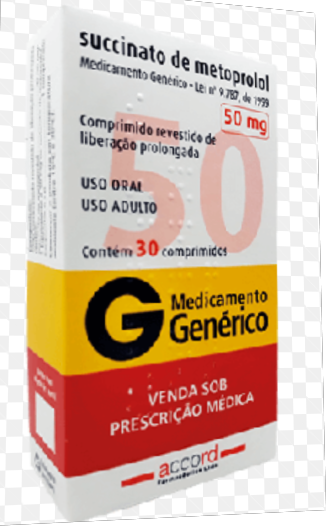 succinato de metoprolol
Medicamento Genérico - Lei nº 9.787, de 1999
50 mg
50
Comprimido revestido de
liberação prolongada
USO ORAL
USO ADULTO
Contém 30 comprimidos
G Medicamento
Genérico
VENDA SOB
PRESCRIÇÃO MÉDICA
accord